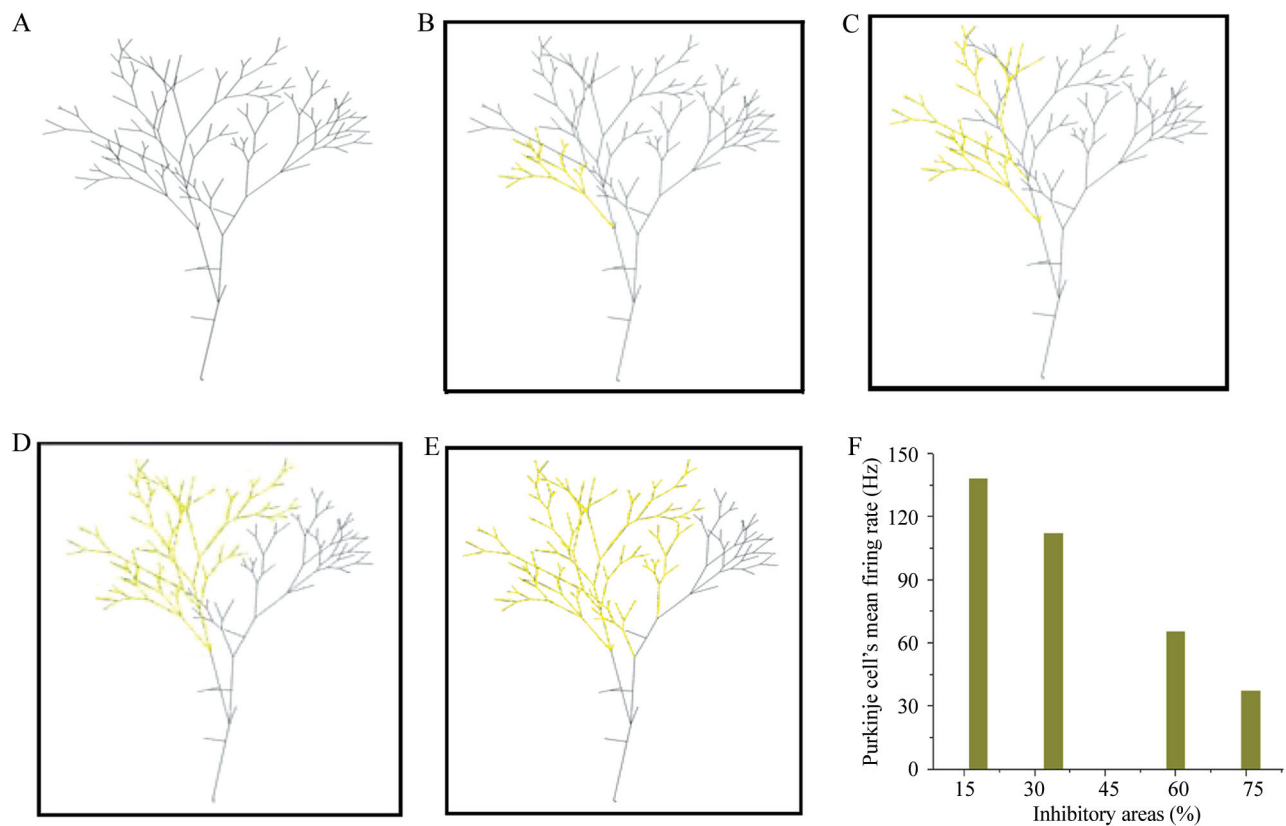 A
B
C
D
E
F
Purkinje cell's mean firing rate (Hz)
150
120
90
60
30
0
15 30 45 60 75
Inhibitory areas (%)